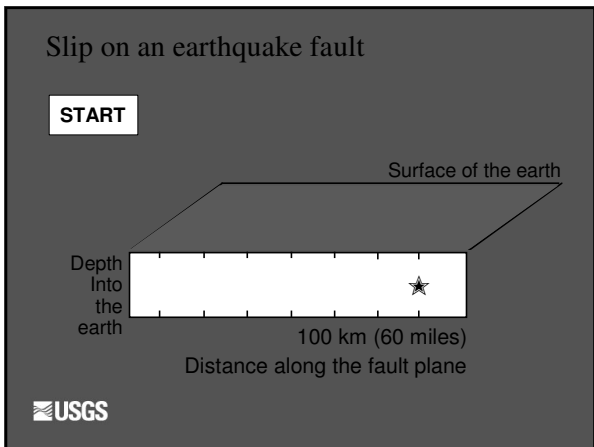 Slip on an earthquake fault
START
Surface of the earth
Depth
Into
the
earth
100 km (60 miles)
Distance along the fault plane
USGS